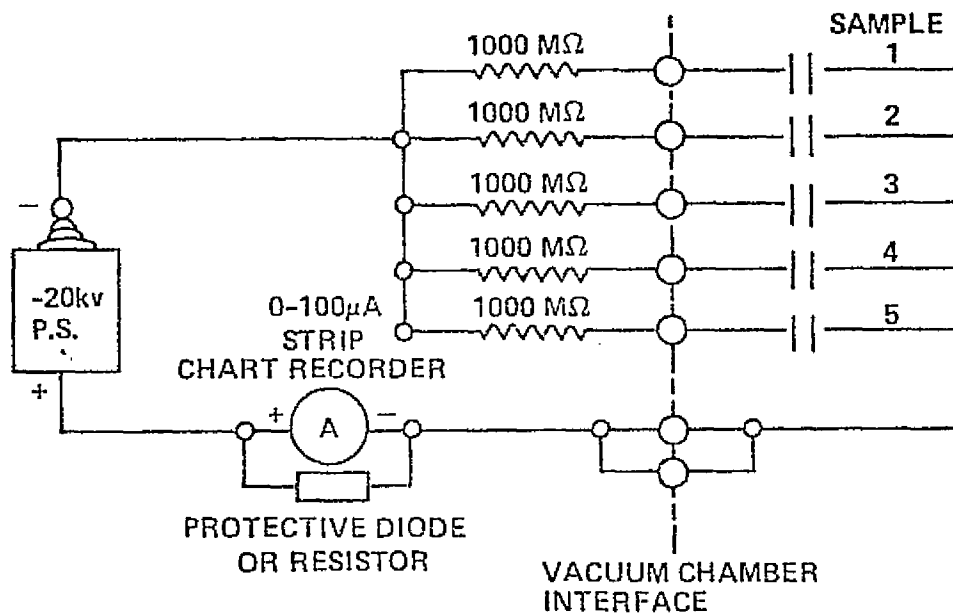 SAMPLE
1000 MΩ
1
1000 MΩ
2
1000 MΩ
3
1000 MΩ
4
1000 MΩ
5
−
-20kv
P.S.
+
0-100μA
STRIP
CHART RECORDER
+ A −
PROTECTIVE DIODE
OR RESISTOR
VACUUM CHAMBER
INTERFACE